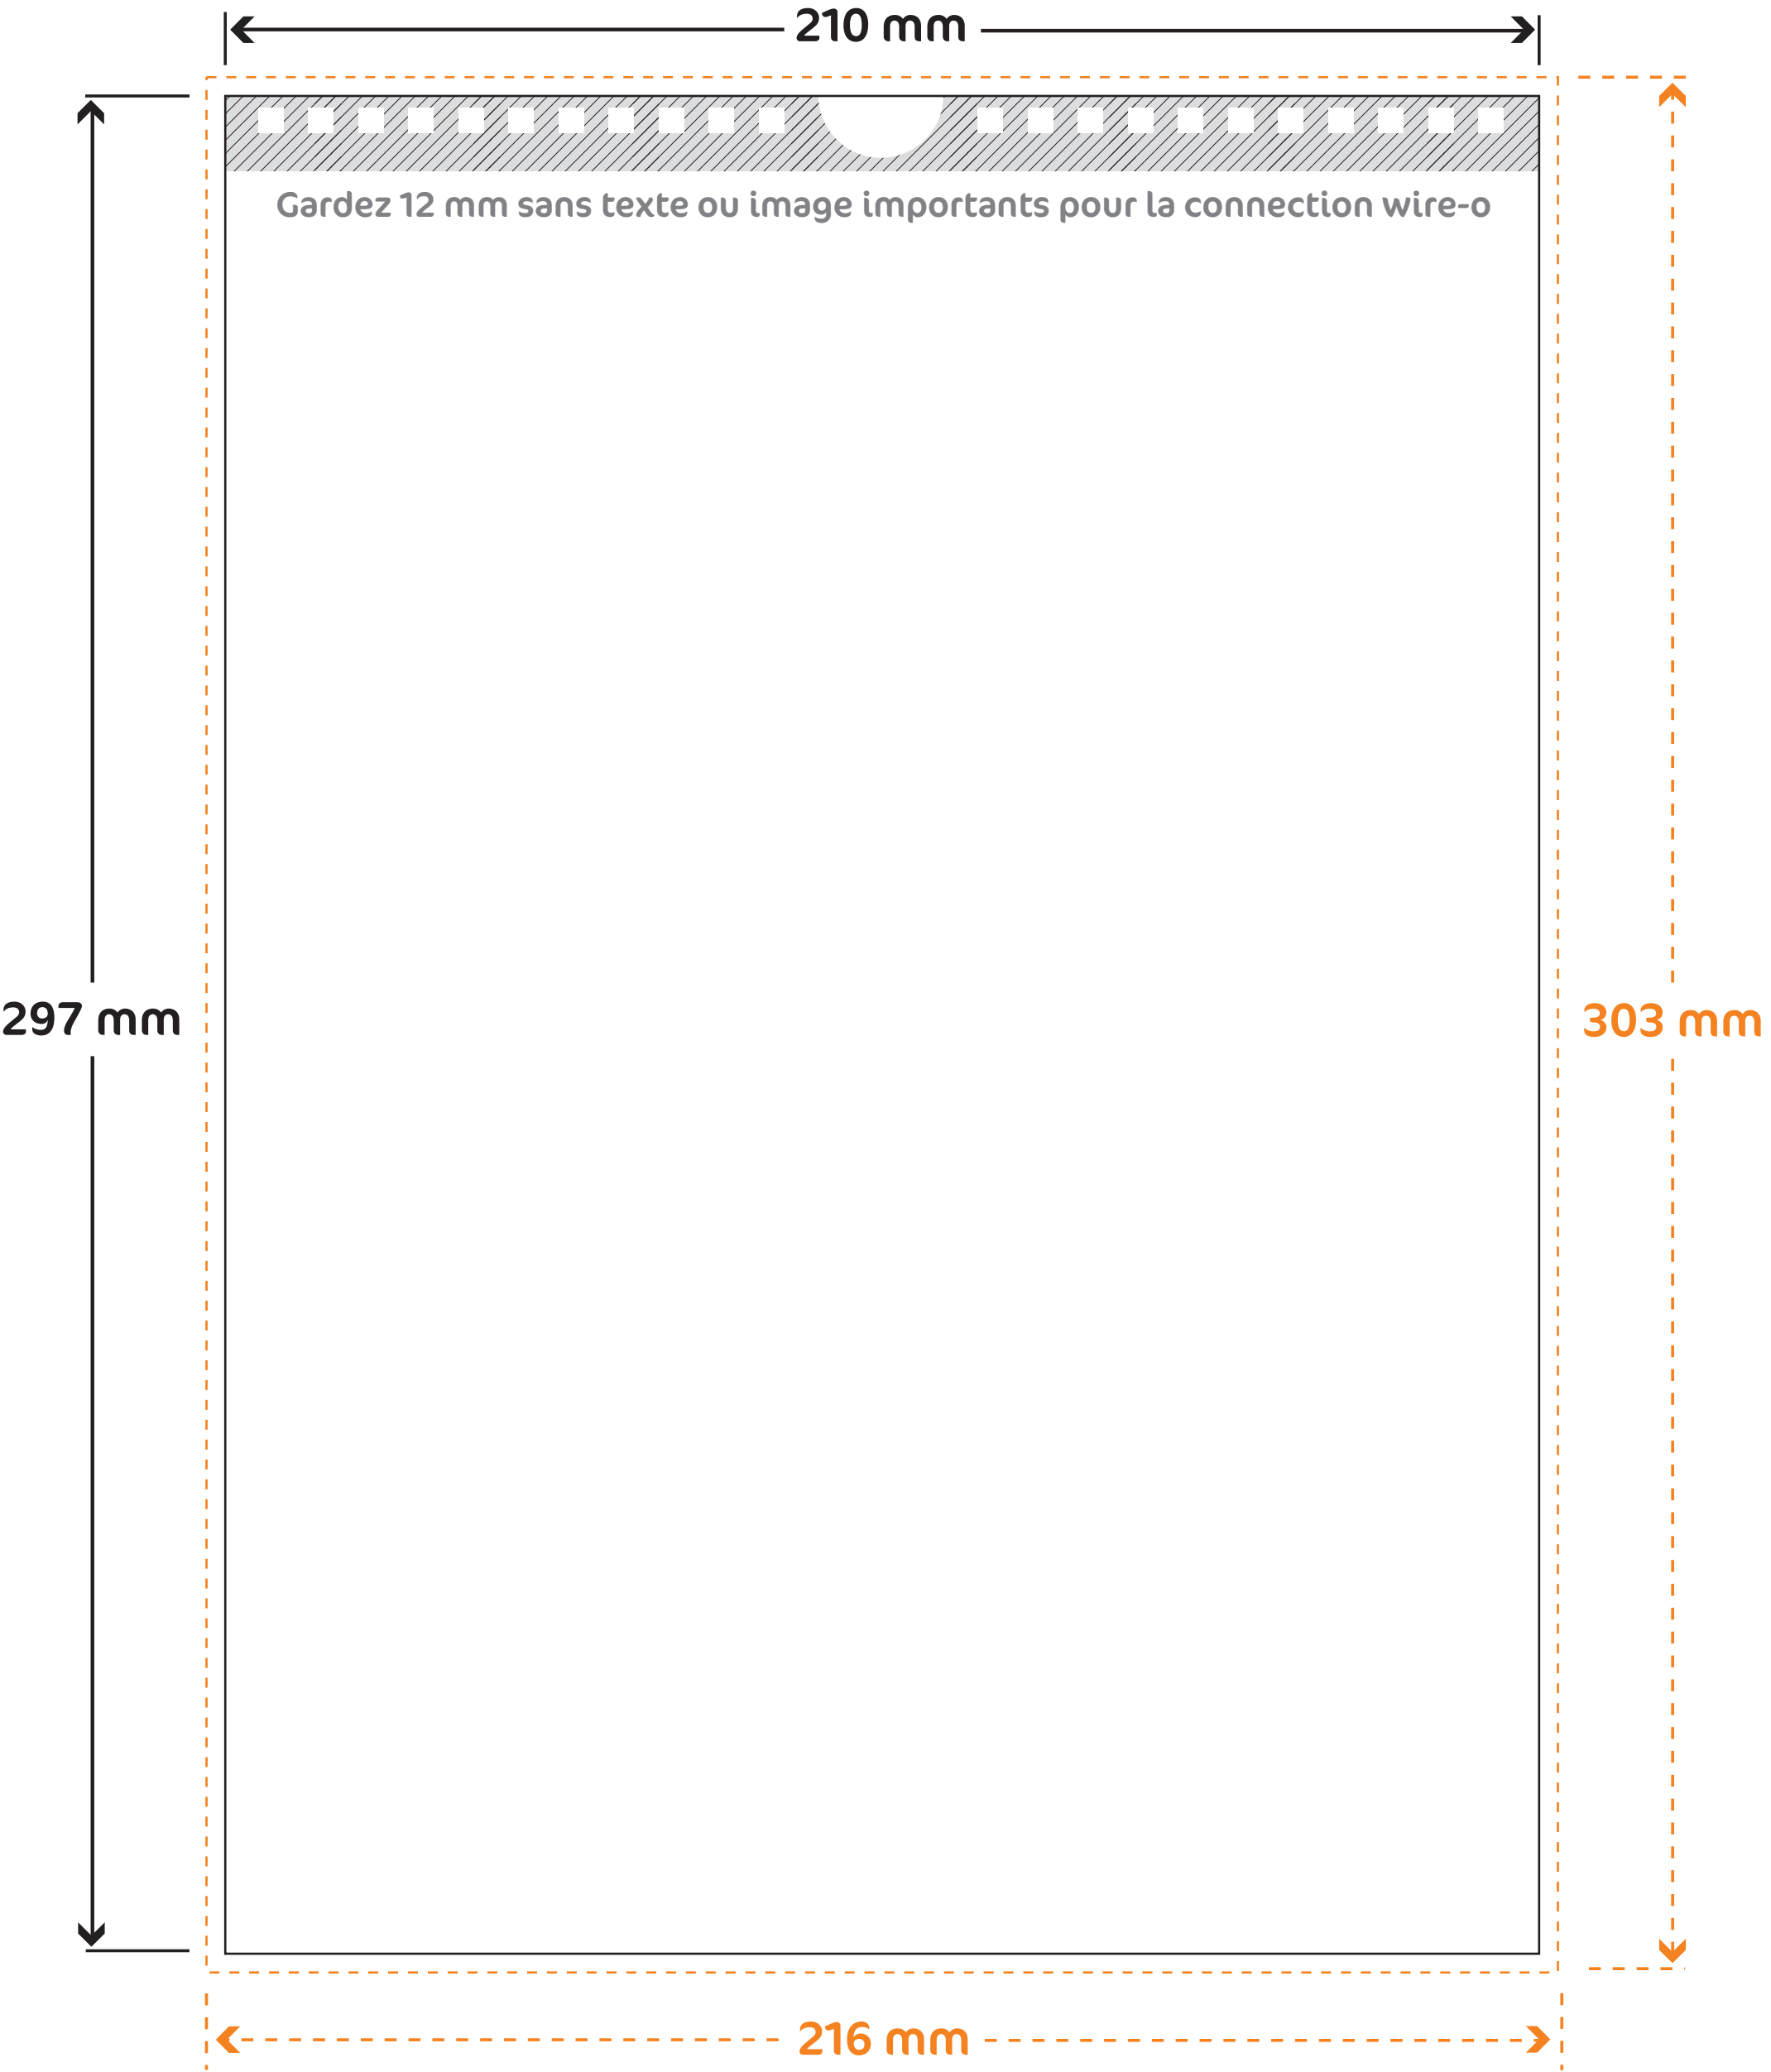 210 mm
Gardez 12 mm sans texte ou image importants pour la connection wire-o
297 mm
303 mm
216 mm